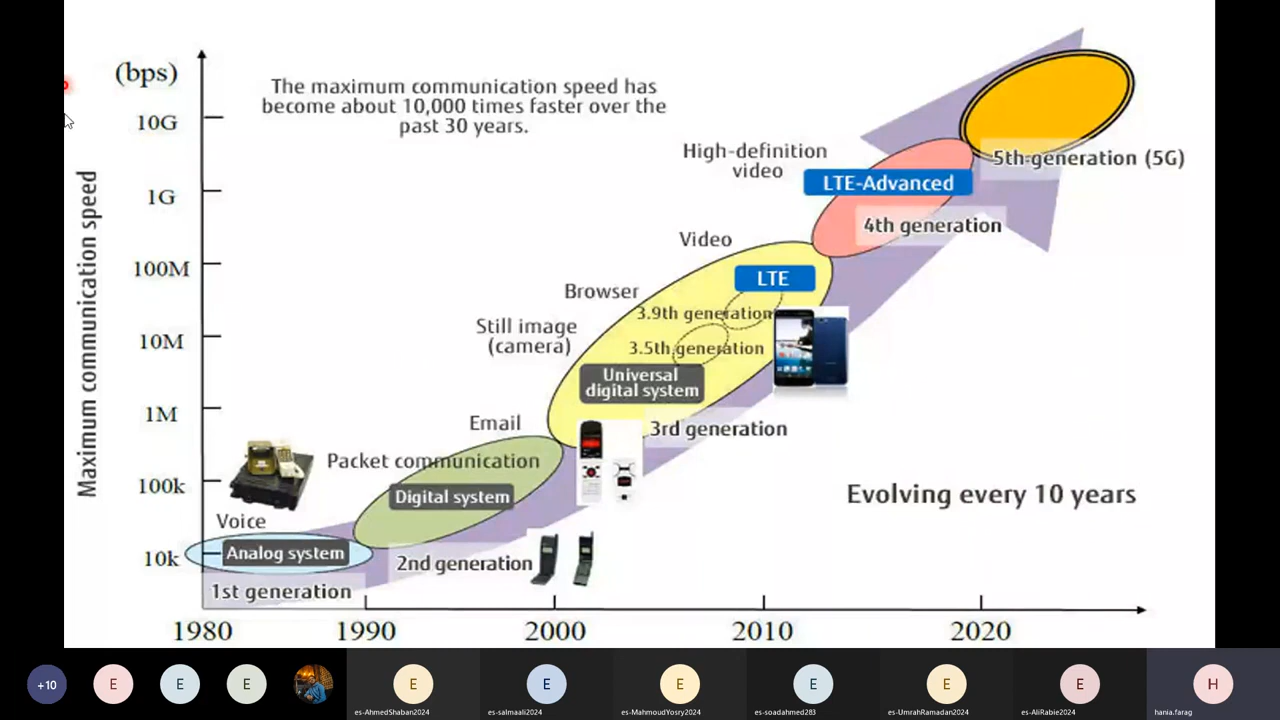 (bps)
The maximum communication speed has
become about 10,000 times faster over the
past 30 years.
10G
High-definition
video
5th generation (5G)
1G
LTE-Advanced
4th generation
Maximum communication speed
Video
100M
LTE
Browser
3.9th generation
Still image
(camera)
10M
3.5th generation
Universal
digital system
1M
Email
3rd generation
Packet communication
100k
Digital system
Evolving every 10 years
Voice
10k
Analog system
2nd generation
1st generation
1980 1990 2000 2010 2020
+10 E E E E E E E E E H
es-AhmedShaban2024 es-salmaali2024 es-MahmoudYosry2024 es-soadahmed283 es-UmrahRamadan2024 es-AliRabie2024 hania.farag